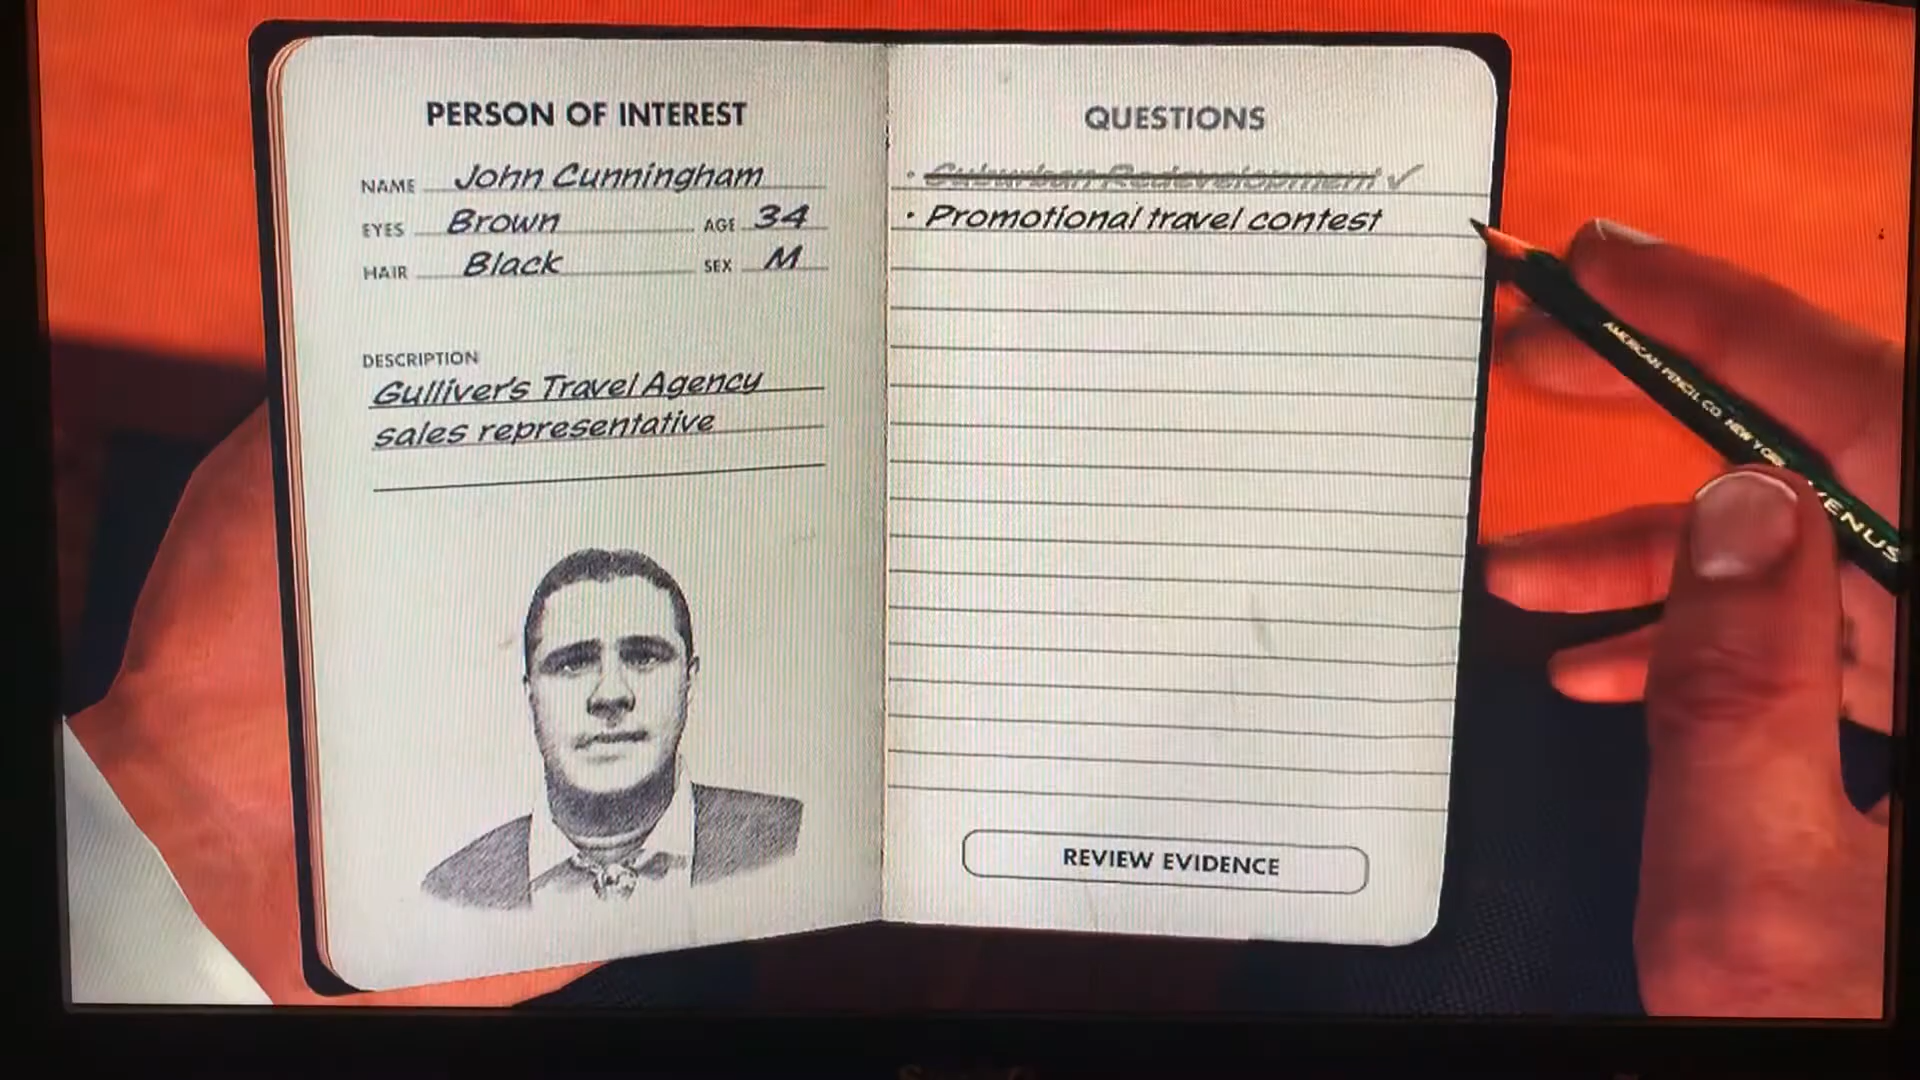 PERSON OF INTEREST
NAME John Cunningham
EYES Brown AGE 34
HAIR Black SEX M
DESCRIPTION
Gulliver's Travel Agency
sales representative
QUESTIONS
• Suburban Redevelopment ✓
• Promotional travel contest
REVIEW EVIDENCE
AMERICAN PENCIL CO. NEW YORK
VENUS